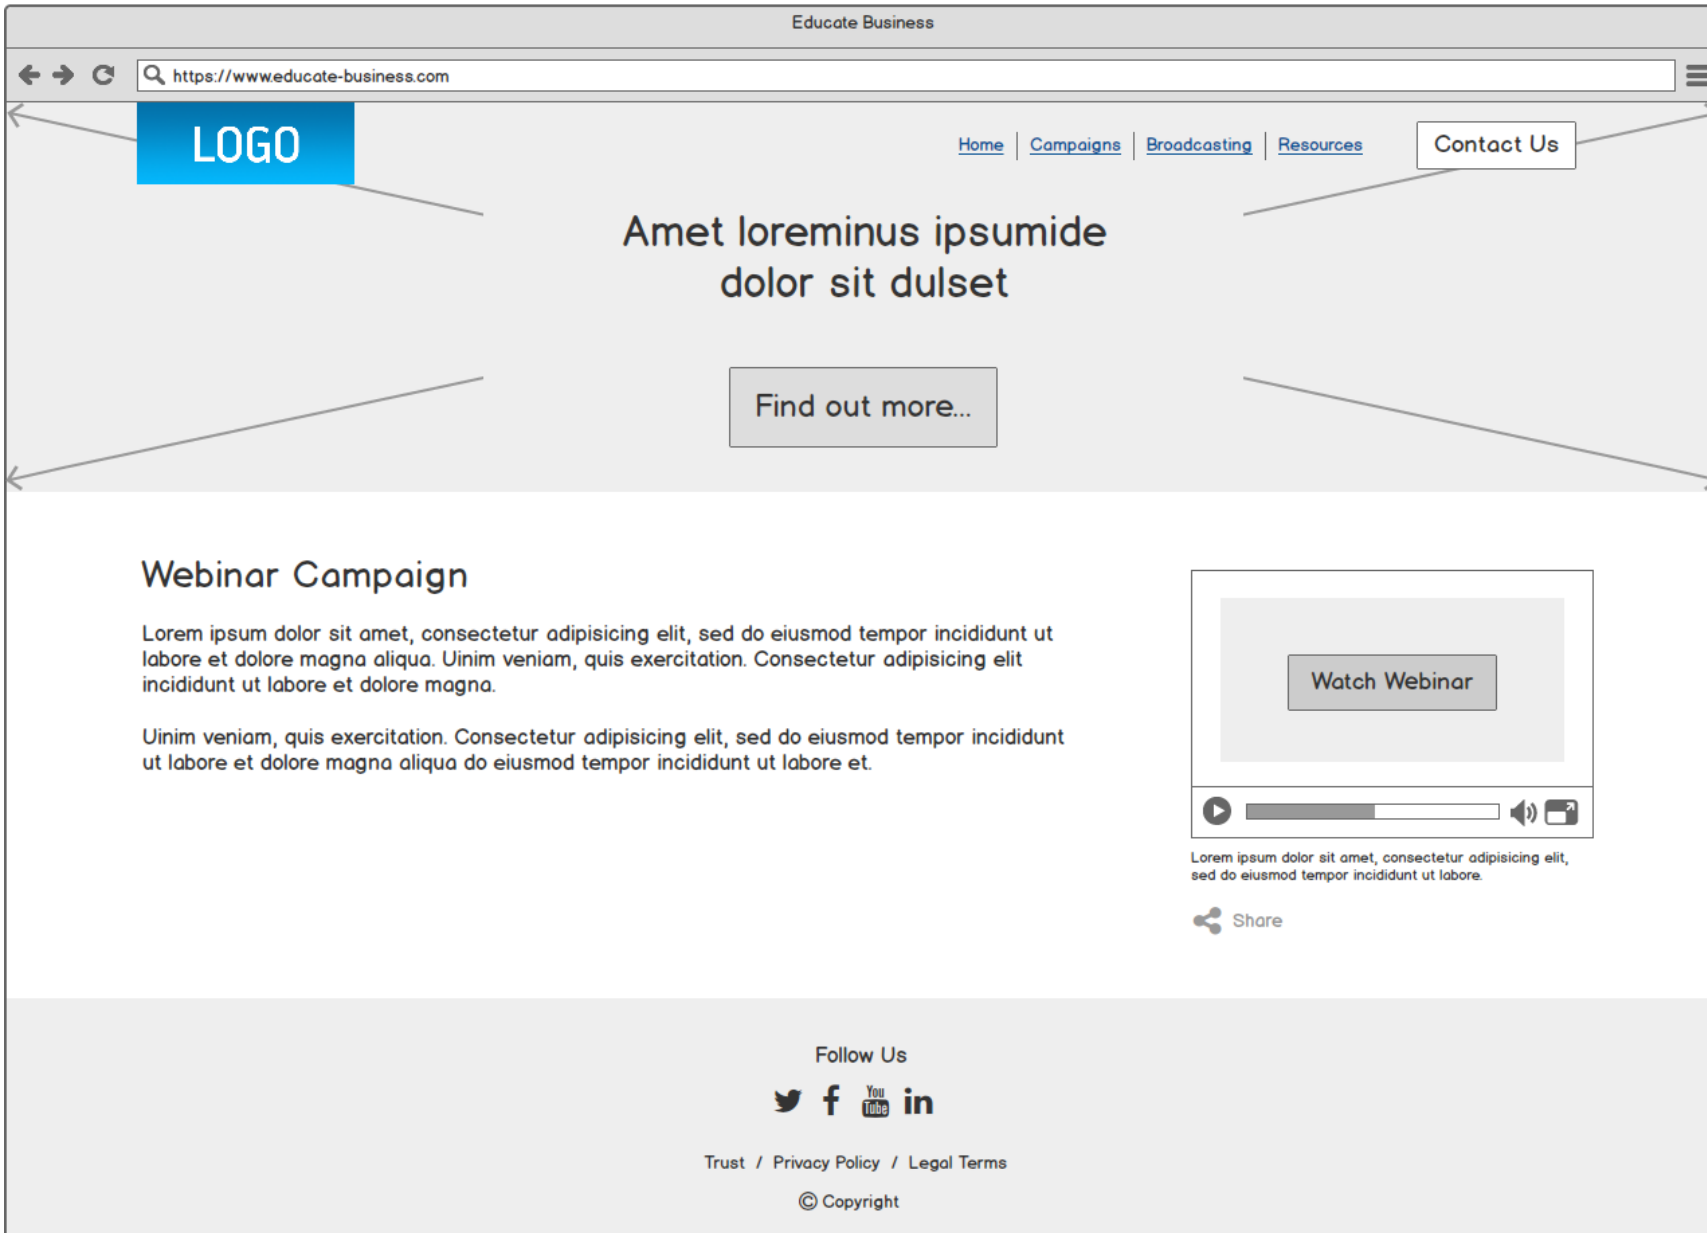 Educate Business
https://www.educate-business.com
LOGO
Home
Campaigns
Broadcasting
Resources
Contact Us
Amet loreminus ipsumide
dolor sit dulset
Find out more...
Webinar Campaign
Lorem ipsum dolor sit amet, consectetur adipisicing elit, sed do eiusmod tempor incididunt ut
labore et dolore magna aliqua. Uinim veniam, quis exercitation. Consectetur adipisicing elit
incididunt ut labore et dolore magna.
Uinim veniam, quis exercitation. Consectetur adipisicing elit, sed do eiusmod tempor incididunt
ut labore et dolore magna aliqua do eiusmod tempor incididunt ut labore et.
Watch Webinar
Lorem ipsum dolor sit amet, consectetur adipisicing elit,
sed do eiusmod tempor incididunt ut labore.
Share
Follow Us
You
Tube
in
Trust / Privacy Policy / Legal Terms
© Copyright